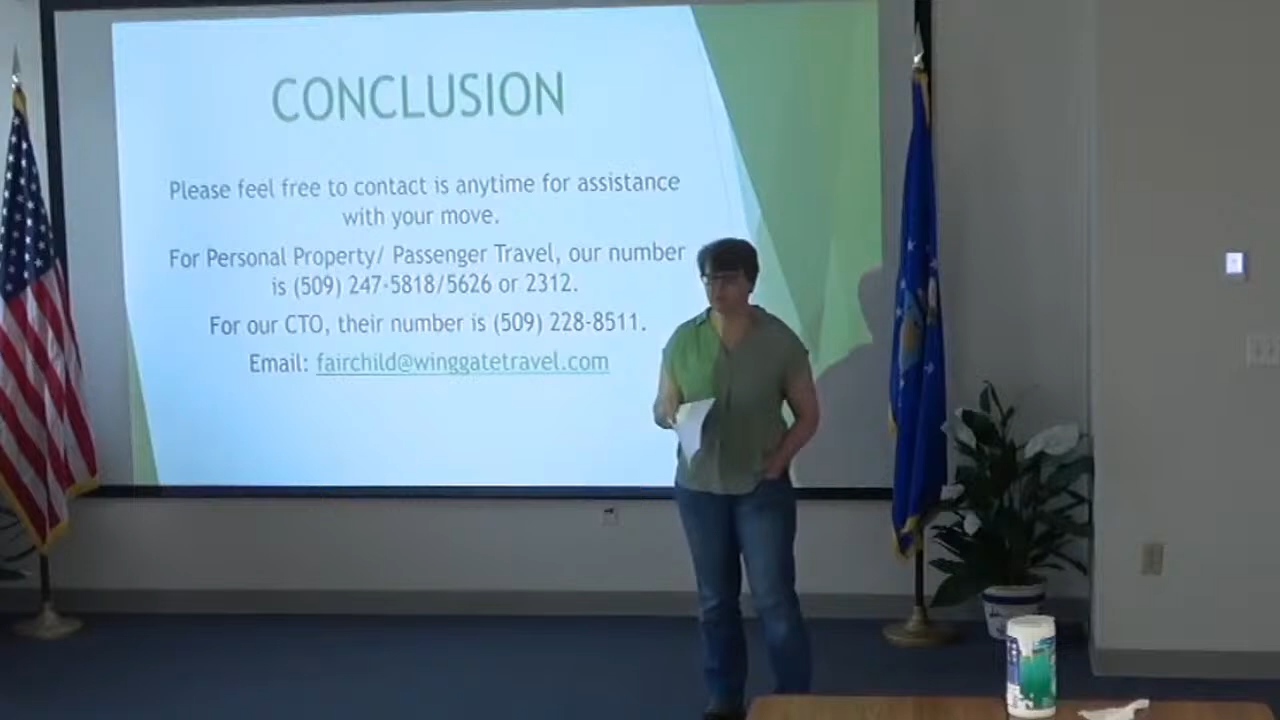 CONCLUSION
Please feel free to contact is anytime for assistance
with your move.
For Personal Property/ Passenger Travel, our number
is (509) 247-5818/5626 or 2312.
For our CTO, their number is (509) 228-8511.
Email: fairchild@winggatetravel.com